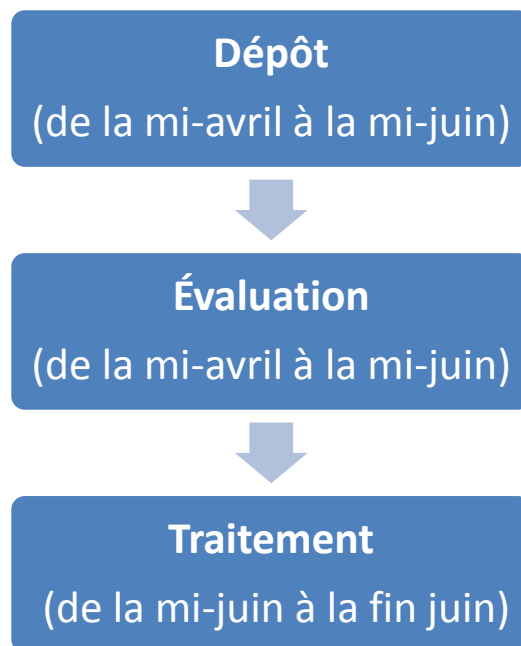 Dépôt
(de la mi-avril à la mi-juin)
Évaluation
(de la mi-avril à la mi-juin)
Traitement
(de la mi-juin à la fin juin)